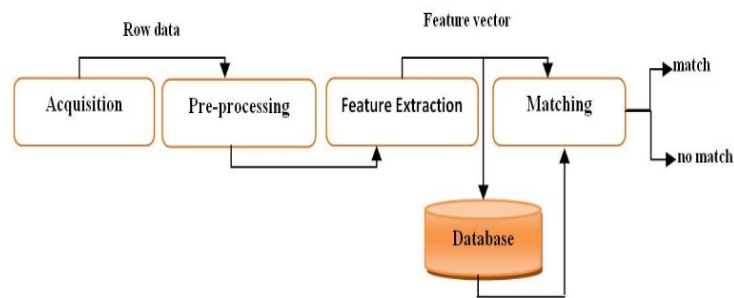 Row data
Feature vector
Acquisition
Pre-processing
Feature Extraction
Matching
match
no match
Database